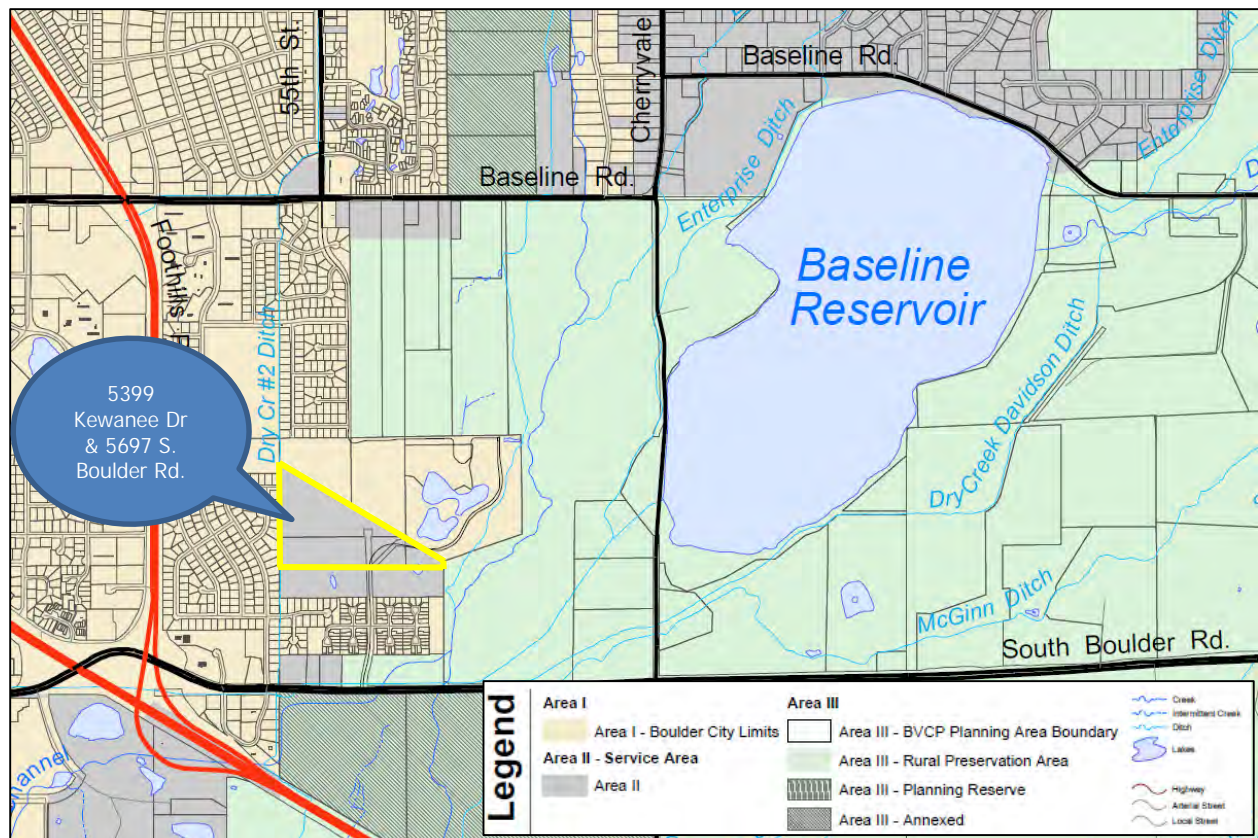 55th St.
Cherryvale
Baseline Rd.
Enterprise Ditch
Enterprise Ditch
Baseline Rd.
D
Foothills P
Baseline
Reservoir
Dry Cr #2 Ditch
5399
Kewanee Dr
& 5697 S.
Boulder Rd.
Dry Creek Davidson Ditch
McGinn Ditch
South Boulder Rd.
Channel
Legend
Area I
Area I - Boulder City Limits
Area II - Service Area
Area II
Area III
Area III - BVCP Planning Area Boundary
Area III - Rural Preservation Area
Area III - Planning Reserve
Area III - Annexed
Creek
Intermittent Creek
Ditch
Lakes
Highway
Arterial Street
Local Street